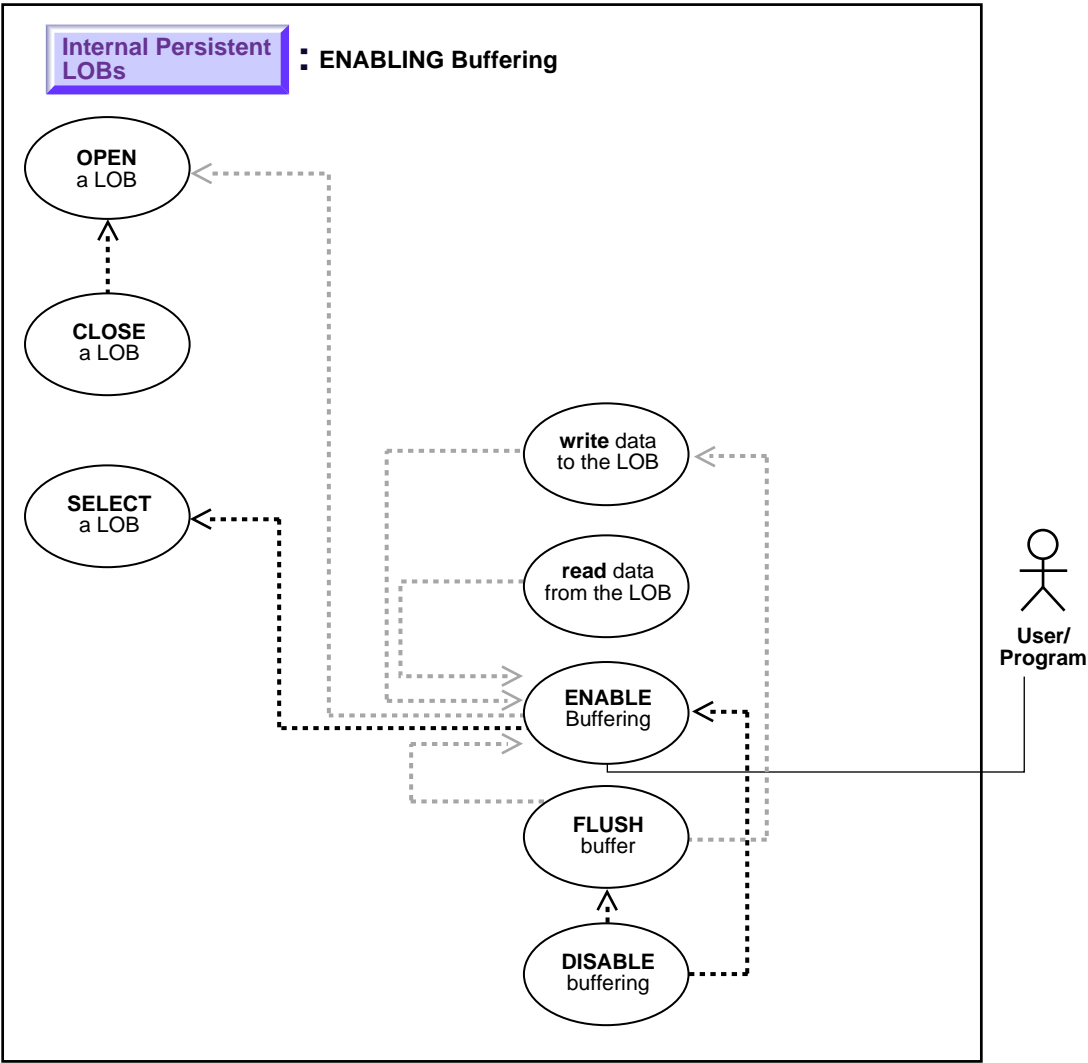 Internal Persistent
LOBs
: ENABLING Buffering
OPEN
a LOB
CLOSE
a LOB
write data
to the LOB
SELECT
a LOB
read data
from the LOB
User/
Program
ENABLE
Buffering
FLUSH
buffer
DISABLE
buffering